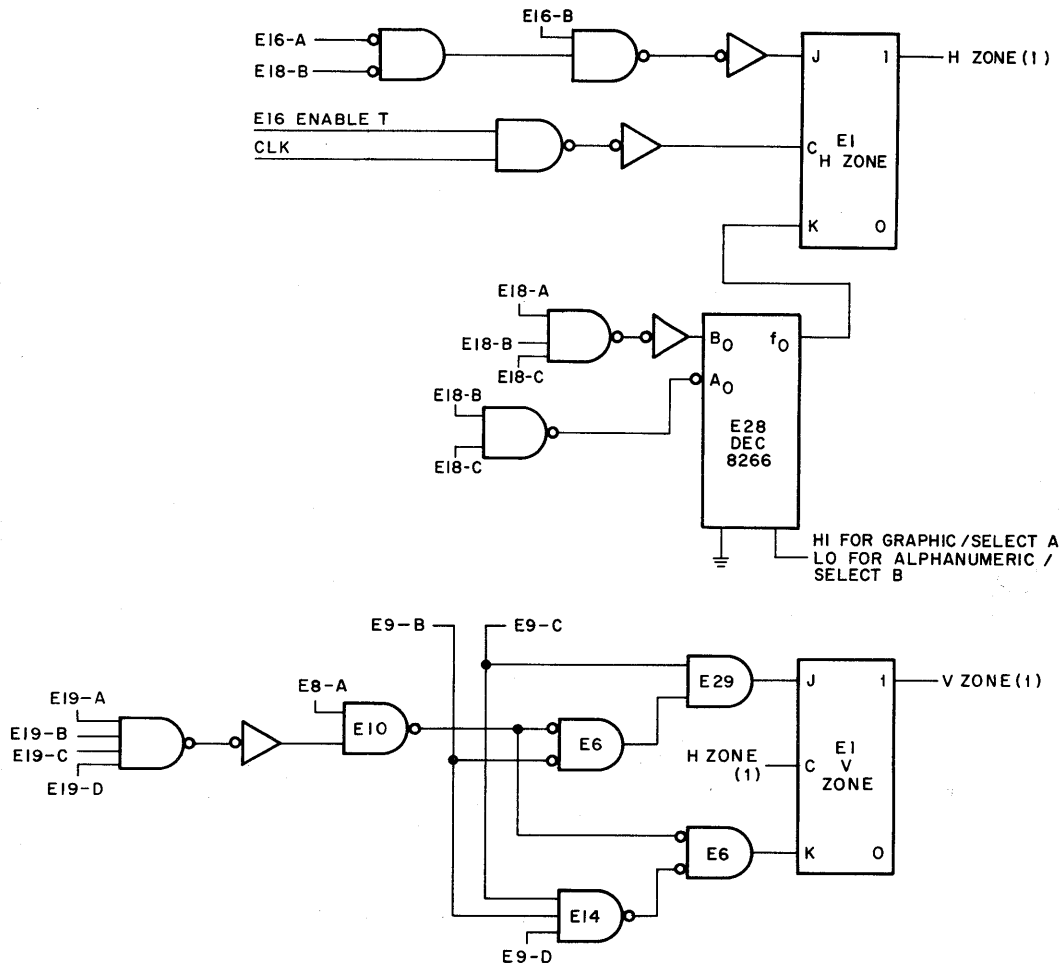 E16-B
E16-A
E18-B
J
1
H ZONE (1)
E16 ENABLE T
CLK
C
E1
H ZONE
K
0
E18-A
E18-B
E18-C
B0
f0
E18-B
A0
E18-C
E28
DEC
8266
HI FOR GRAPHIC/SELECT A
LO FOR ALPHANUMERIC /
SELECT B
E9-B
E9-C
E8-A
E19-A
E19-B
E19-C
E19-D
E10
E6
E29
J
1
V ZONE(1)
H ZONE
(1)
C
E1
V
ZONE
E6
K
0
E14
E9-D